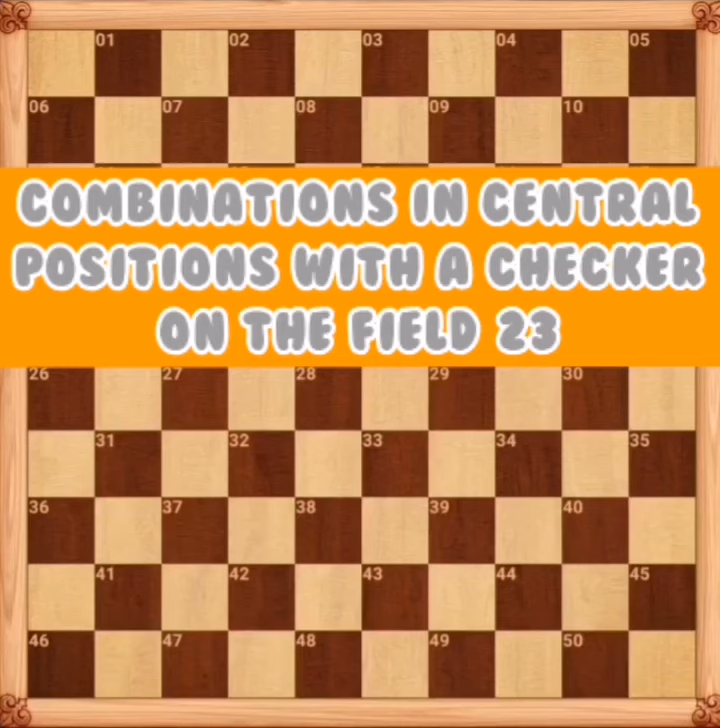 01 02 03 04 05
06 07 08 09 10
COMBINATIONS IN CENTRAL
POSITIONS WITH A CHECKER
ON THE FIELD 23
26 27 28 29 30
31 32 33 34 35
36 37 38 39 40
41 42 43 44 45
46 47 48 49 50